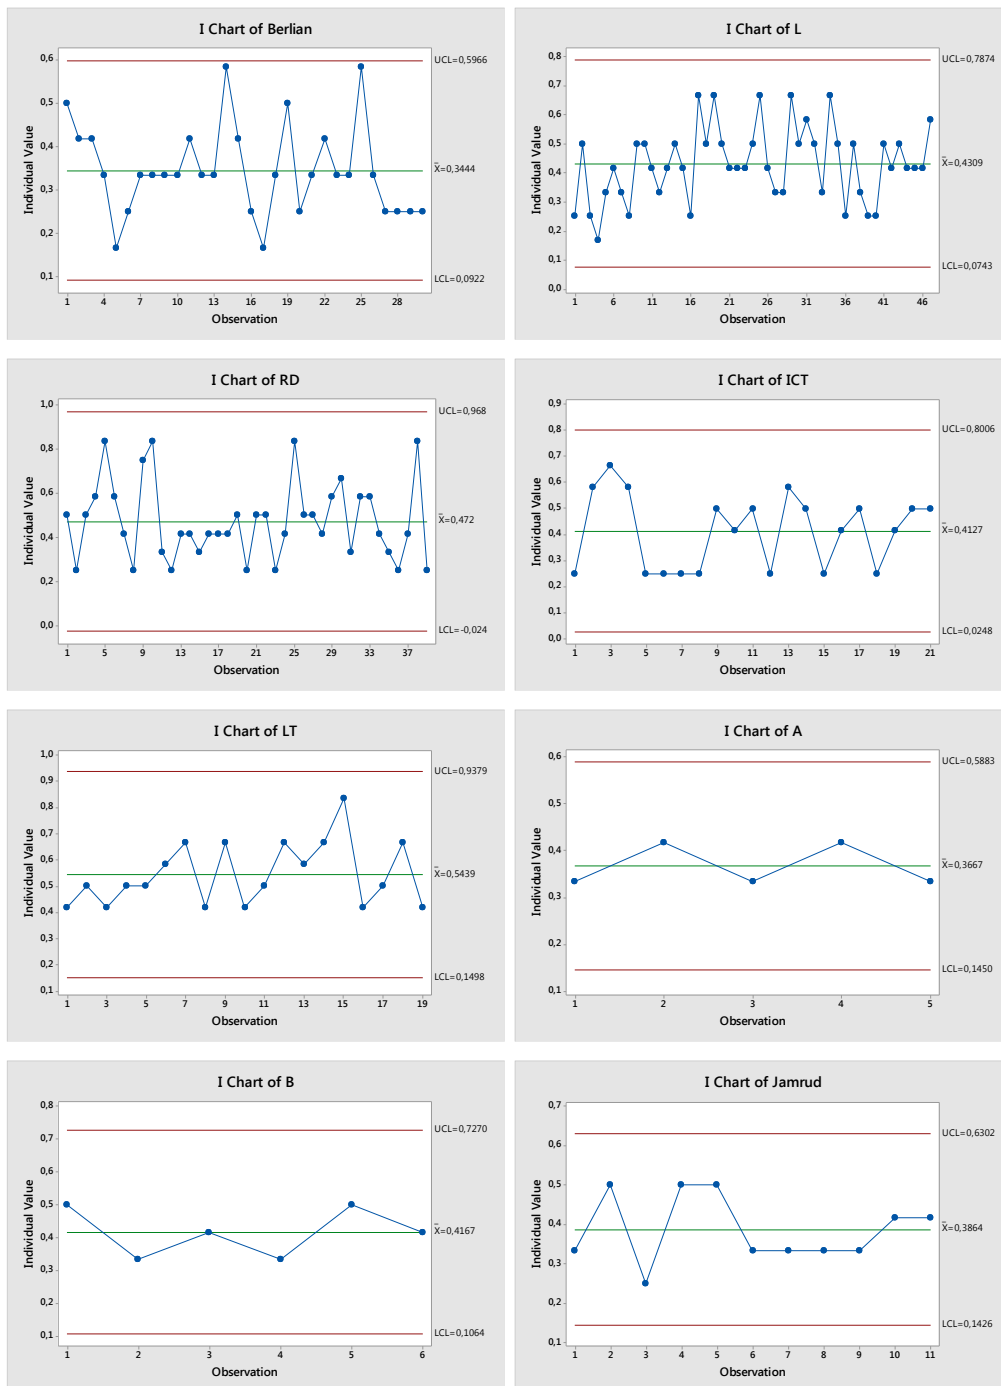 I Chart of Berlian
0,6
0,5
0,4
0,3
0,2
0,1
Individual Value
UCL=0,5966
X̄=0,3444
LCL=0,0922
1 4 7 10 13 16 19 22 25 28
Observation
I Chart of L
0,8
0,7
0,6
0,5
0,4
0,3
0,2
0,1
0,0
Individual Value
UCL=0,7874
X̄=0,4309
LCL=0,0743
1 6 11 16 21 26 31 36 41 46
Observation
I Chart of RD
1,0
0,8
0,6
0,4
0,2
0,0
Individual Value
UCL=0,968
X̄=0,472
LCL=-0,024
1 5 9 13 17 21 25 29 33 37
Observation
I Chart of ICT
0,9
0,8
0,7
0,6
0,5
0,4
0,3
0,2
0,1
0,0
Individual Value
UCL=0,8006
X̄=0,4127
LCL=0,0248
1 3 5 7 9 11 13 15 17 19 21
Observation
I Chart of LT
1,0
0,9
0,8
0,7
0,6
0,5
0,4
0,3
0,2
0,1
Individual Value
UCL=0,9379
X̄=0,5439
LCL=0,1498
1 3 5 7 9 11 13 15 17 19
Observation
I Chart of A
0,6
0,5
0,4
0,3
0,2
0,1
Individual Value
UCL=0,5883
X̄=0,3667
LCL=0,1450
1 2 3 4 5
Observation
I Chart of B
0,8
0,7
0,6
0,5
0,4
0,3
0,2
0,1
Individual Value
UCL=0,7270
X̄=0,4167
LCL=0,1064
1 2 3 4 5 6
Observation
I Chart of Jamrud
0,7
0,6
0,5
0,4
0,3
0,2
0,1
Individual Value
UCL=0,6302
X̄=0,3864
LCL=0,1426
1 2 3 4 5 6 7 8 9 10 11
Observation